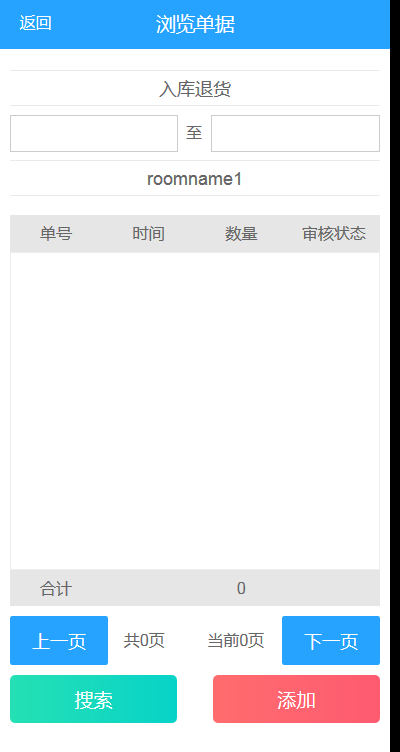 返回 浏览单据
入库退货
至
roomname1
单号 时间 数量 审核状态
合计 0
上一页 共0页 当前0页 下一页
搜索 添加